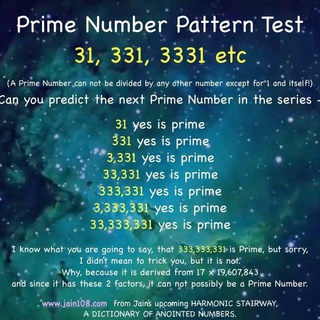 Prime Number Pattern Test
31, 331, 3331 etc
(A Prime Number can not be divided by any other number except for 1 and itself!)
Can you predict the next Prime Number in the series -
31 yes is prime
331 yes is prime
3,331 yes is prime
33,331 yes is prime
333,331 yes is prime
3,333,331 yes is prime
33,333,331 yes is prime
I know what you are going to say, that 333,333,331 is Prime, but sorry,
I didn't mean to trick you, but it is not.
Why, because it is derived from 17 x 19,607,843
and since it has these 2 factors, it can not possibly be a Prime Number.
www.jain108.com from Jain's upcoming HARMONIC STAIRWAY,
A DICTIONARY OF ANOINTED NUMBERS.